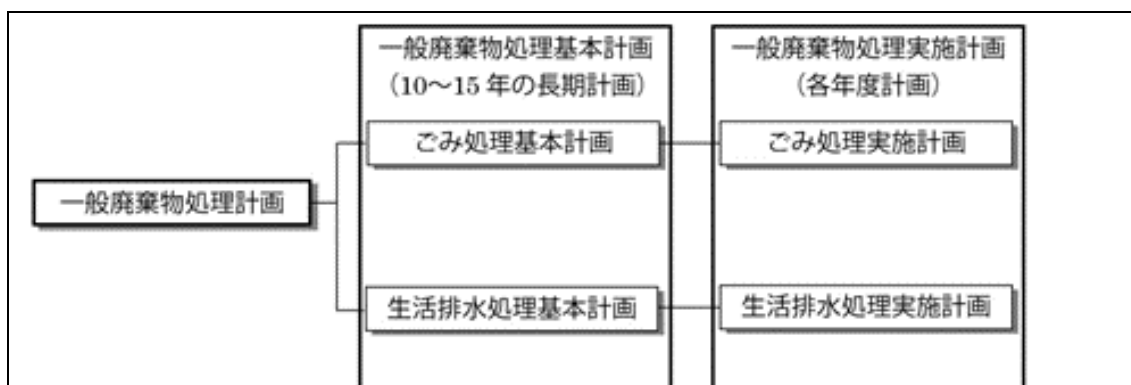 一般廃棄物処理基本計画
（10～15 年の長期計画）
一般廃棄物処理実施計画
（各年度計画）
ごみ処理基本計画
ごみ処理実施計画
一般廃棄物処理計画
生活排水処理基本計画
生活排水処理実施計画